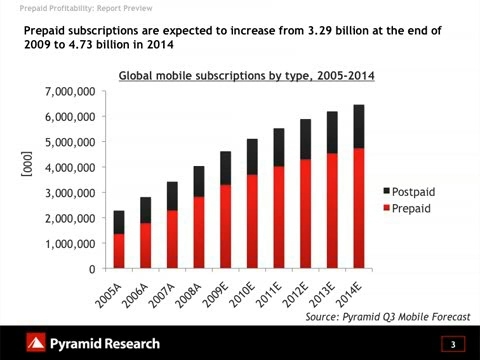 Prepaid Profitability: Report Preview
Prepaid subscriptions are expected to increase from 3.29 billion at the end of
2009 to 4.73 billion in 2014
Global mobile subscriptions by type, 2005-2014
7,000,000
6,000,000
5,000,000
4,000,000
3,000,000
2,000,000
1,000,000
0
[000]
2005A
2006A
2007A
2008A
2009E
2010E
2011E
2012E
2013E
2014E
Postpaid
Prepaid
Source: Pyramid Q3 Mobile Forecast
Pyramid Research
3